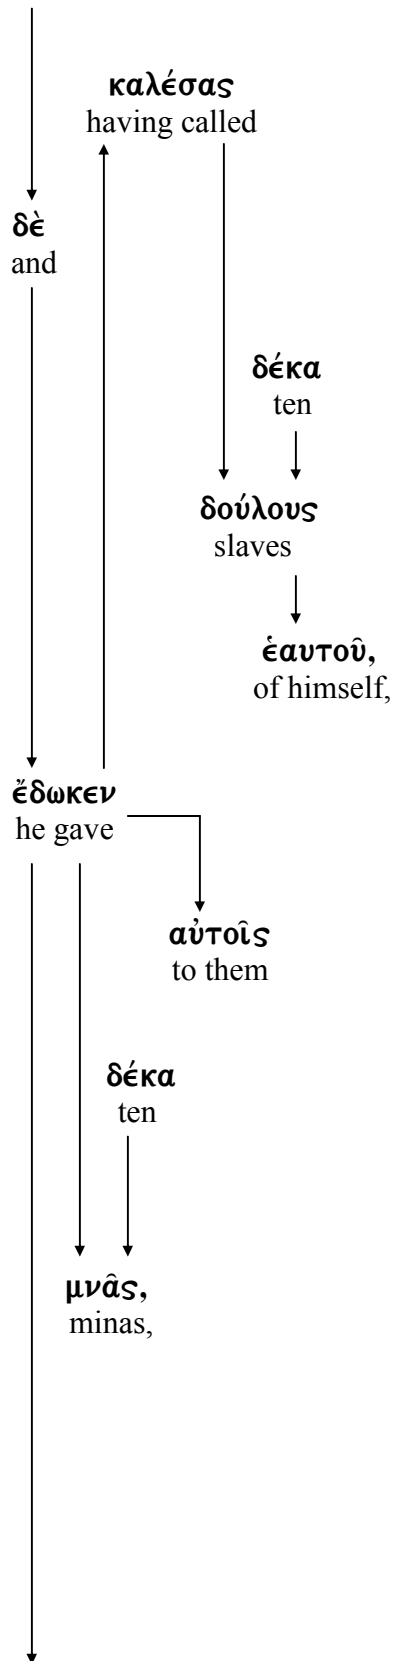 καλέσας
having called
δὲ
and
δέκα
ten
δούλους
slaves
ἑαυτοῦ,
of himself,
ἔδωκεν
he gave
αὐτοῖς
to them
δέκα
ten
μνᾶς,
minas,